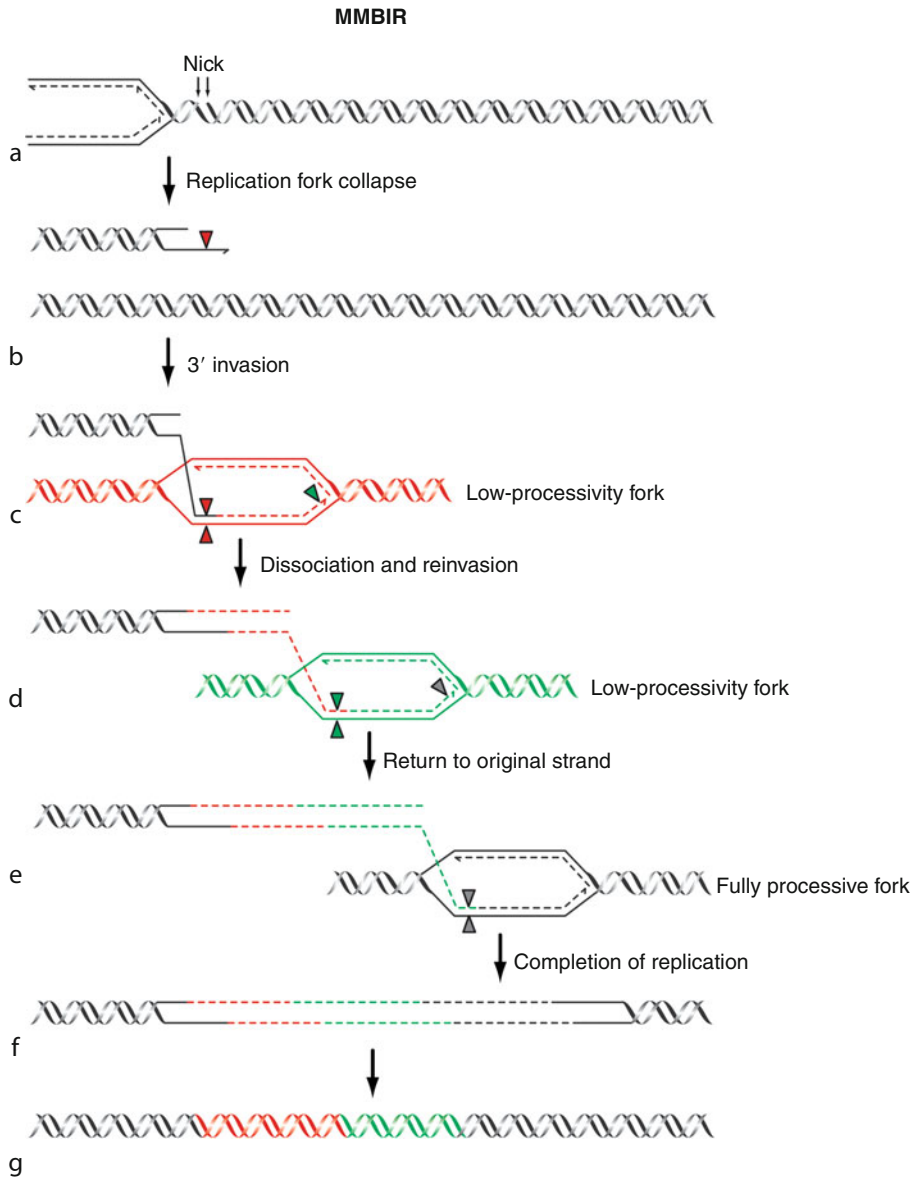 MMBIR
Nick
a
Replication fork collapse
b
3′ invasion
Low-processivity fork
c
Dissociation and reinvasion
Low-processivity fork
d
Return to original strand
e
Fully processive fork
Completion of replication
f
g